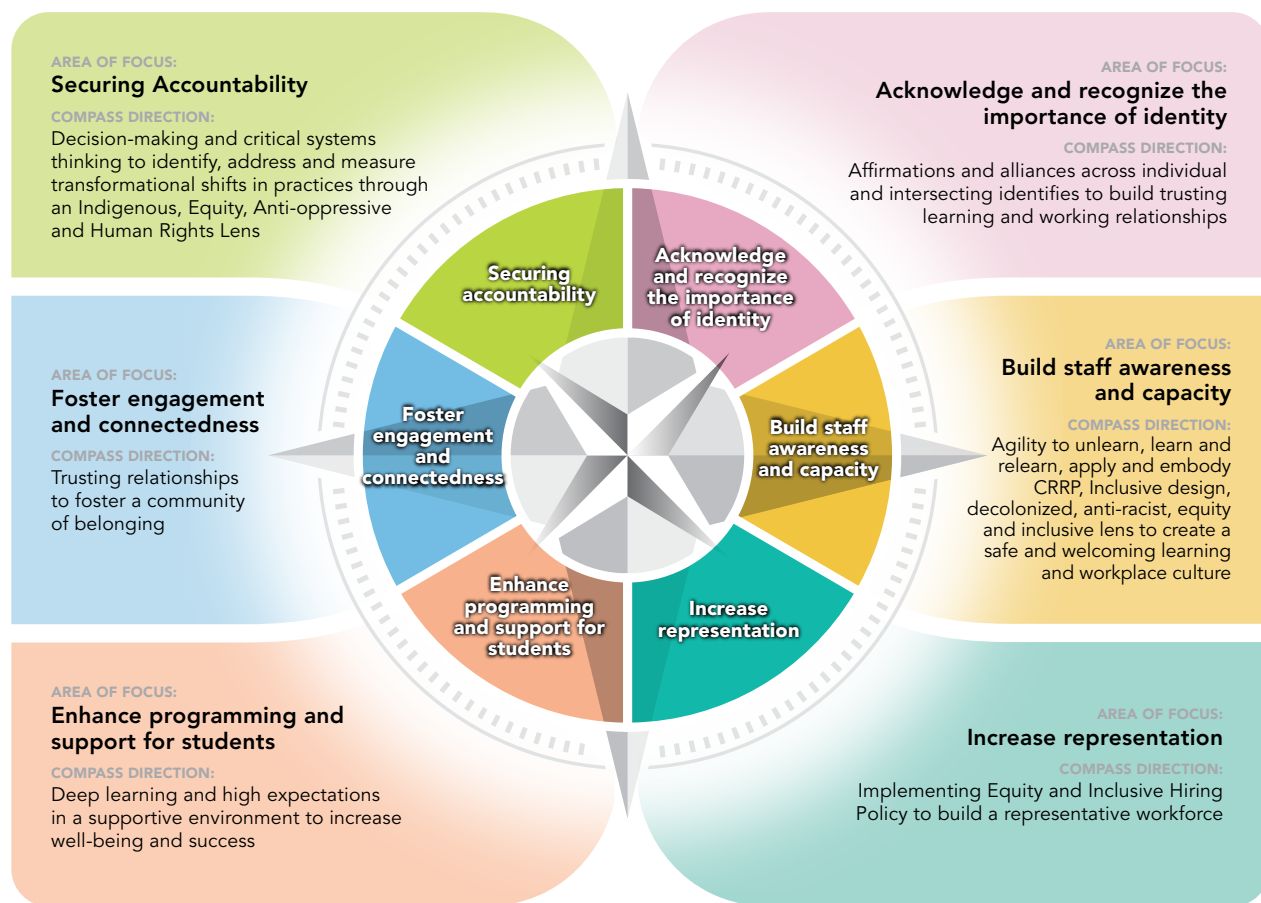 AREA OF FOCUS:
Securing Accountability
COMPASS DIRECTION:
Decision-making and critical systems
thinking to identify, address and measure
transformational shifts in practices through
an Indigenous, Equity, Anti-oppressive
and Human Rights Lens
AREA OF FOCUS:
Acknowledge and recognize the
importance of identity
COMPASS DIRECTION:
Affirmations and alliances across individual
and intersecting identifies to build trusting
learning and working relationships
Securing
accountability
Acknowledge
and recognize
the importance
of identity
AREA OF FOCUS:
Foster engagement
and connectedness
COMPASS DIRECTION:
Trusting relationships
to foster a community
of belonging
Foster
engagement
and
connectedness
Build staff
awareness
and capacity
AREA OF FOCUS:
Build staff awareness
and capacity
COMPASS DIRECTION:
Agility to unlearn, learn and
relearn, apply and embody
CRRP, Inclusive design,
decolonized, anti-racist, equity
and inclusive lens to create a
safe and welcoming learning
and workplace culture
Enhance
programming
and support for
students
Increase
representation
AREA OF FOCUS:
Enhance programming and
support for students
COMPASS DIRECTION:
Deep learning and high expectations
in a supportive environment to increase
well-being and success
AREA OF FOCUS:
Increase representation
COMPASS DIRECTION:
Implementing Equity and Inclusive Hiring
Policy to build a representative workforce